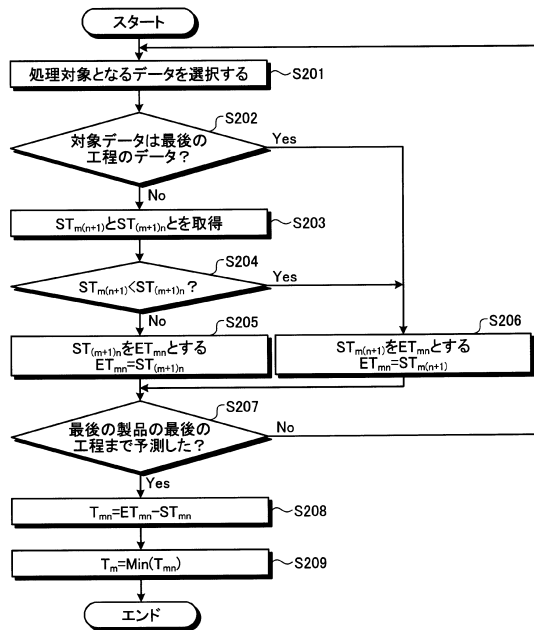 スタート
処理対象となるデータを選択する
S201
S202
対象データは最後の
工程のデータ?
Yes
No
STm(n+1)とST(m+1)nとを取得
S203
S204
STm(n+1)<ST(m+1)n?
Yes
No
S205
ST(m+1)nをETmnとする
ETmn=ST(m+1)n
S206
STm(n+1)をETmnとする
ETmn=STm(n+1)
S207
最後の製品の最後の
工程まで予測した?
No
Yes
Tmn=ETmn-STmn
S208
Tm=Min(Tmn)
S209
エンド